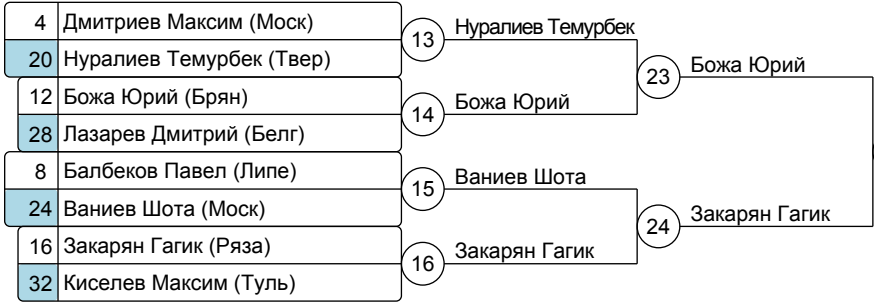 4 Дмитриев Максим (Моск)
20 Нуралиев Темурбек (Твер)
13 Нуралиев Темурбек
12 Божа Юрий (Брян)
28 Лазарев Дмитрий (Белг)
14 Божа Юрий
23 Божа Юрий
8 Балбеков Павел (Липе)
24 Ваниев Шота (Моск)
15 Ваниев Шота
16 Закарян Гагик (Ряза)
32 Киселев Максим (Туль)
16 Закарян Гагик
24 Закарян Гагик